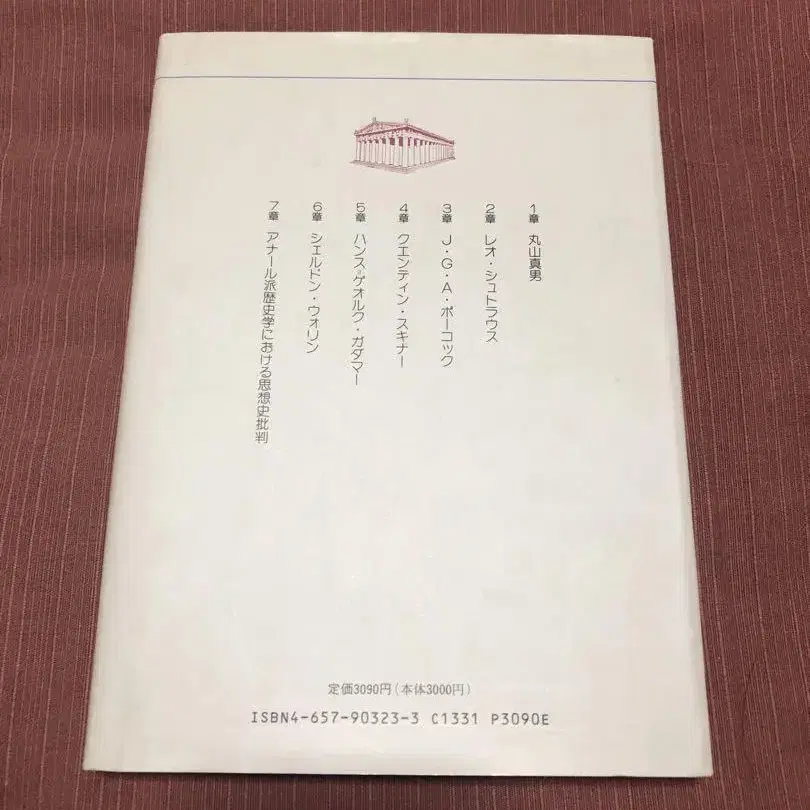 1章 丸山真男
2章 レオ・シュトラウス
3章 J・G・A・ポーコック
4章 クエンティン・スキナー
5章 ハンス=ゲオルク・ガダマー
6章 シェルドン・ウォリン
7章 アナール派歴史学における思想史批判
定価3090円(本体3000円)
ISBN4-657-90323-3 C1331 P3090E